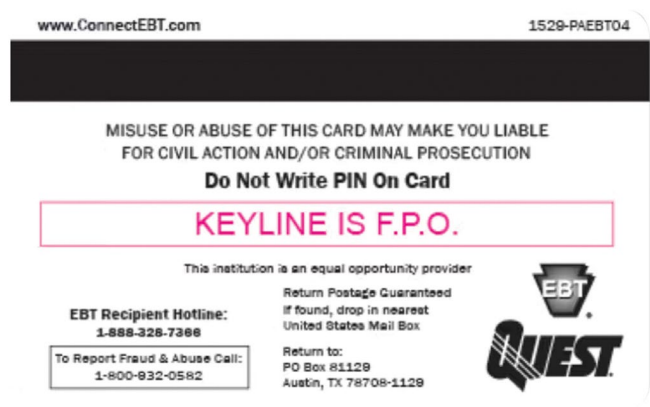 www.ConnectEBT.com 1529-PAEBT04
MISUSE OR ABUSE OF THIS CARD MAY MAKE YOU LIABLE
FOR CIVIL ACTION AND/OR CRIMINAL PROSECUTION
Do Not Write PIN On Card
KEYLINE IS F.P.O.
This institution is an equal opportunity provider
EBT Recipient Hotline:
1-888-328-7366
To Report Fraud & Abuse Call:
1-800-932-0582
Return Postage Guaranteed
If found, drop in nearest
United States Mail Box
Return to:
PO Box 81129
Austin, TX 78708-1129
EBT
®
QUEST.